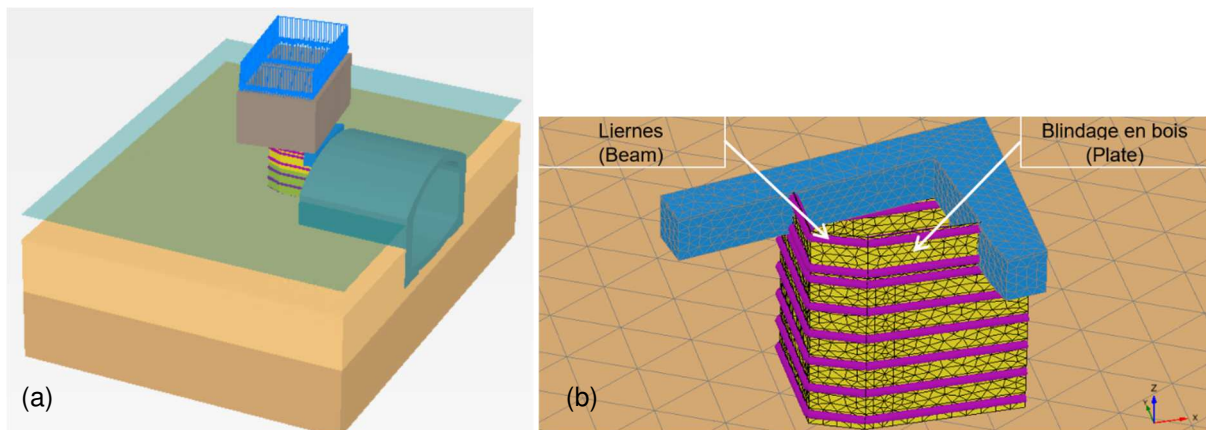 Liernes
(Beam)
Blindage en bois
(Plate)
(a)
(b)
Z
Y
X